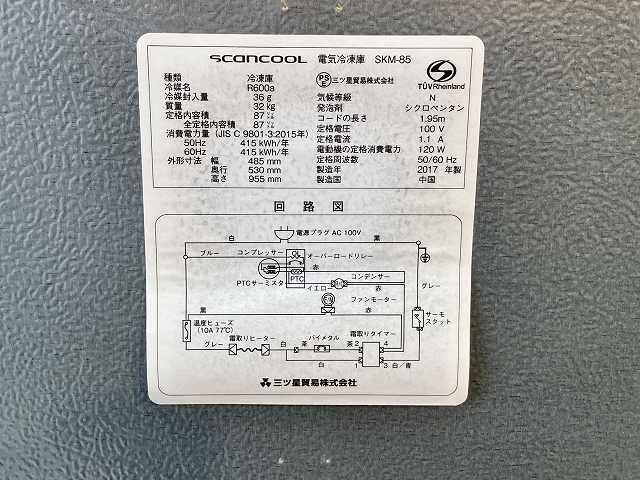 SCANCOOL 電気冷凍庫 SKM-85
種類 冷凍庫
冷媒名 R600a
冷媒封入量 36 g
質量 32 kg
定格内容積 87 ﾘｯﾄﾙ
全定格内容積 87 ﾘｯﾄﾙ
消費電力量 (JIS C 9801-3:2015年)
50Hz 415 kWh/年
60Hz 415 kWh/年
外形寸法 幅 485 mm
奥行 530 mm
高さ 955 mm
PS E 三ツ星貿易株式会社
TÜVRheinland
気候等級 N
発泡剤 シクロペンタン
コードの長さ 1.95m
定格電圧 100 V
定格電流 1.1 A
電動機の定格消費電力 120 W
定格周波数 50/60 Hz
製造年 2017 年製
製造国 中国
回路図
白 電源プラグ AC 100V 黒
ブルー コンプレッサー OL オーバーロードリレー
赤
PTC
PTCサーミスタ イエロー コンデンサー グレー
ファンモーター 赤
黒
温度ヒューズ
(10A 77℃)
サーモ
スタット
グレー 霜取りヒーター 白 茶 バイメタル 茶 2 霜取りタイマー 4
白 1 3 白/青
三ツ星貿易株式会社